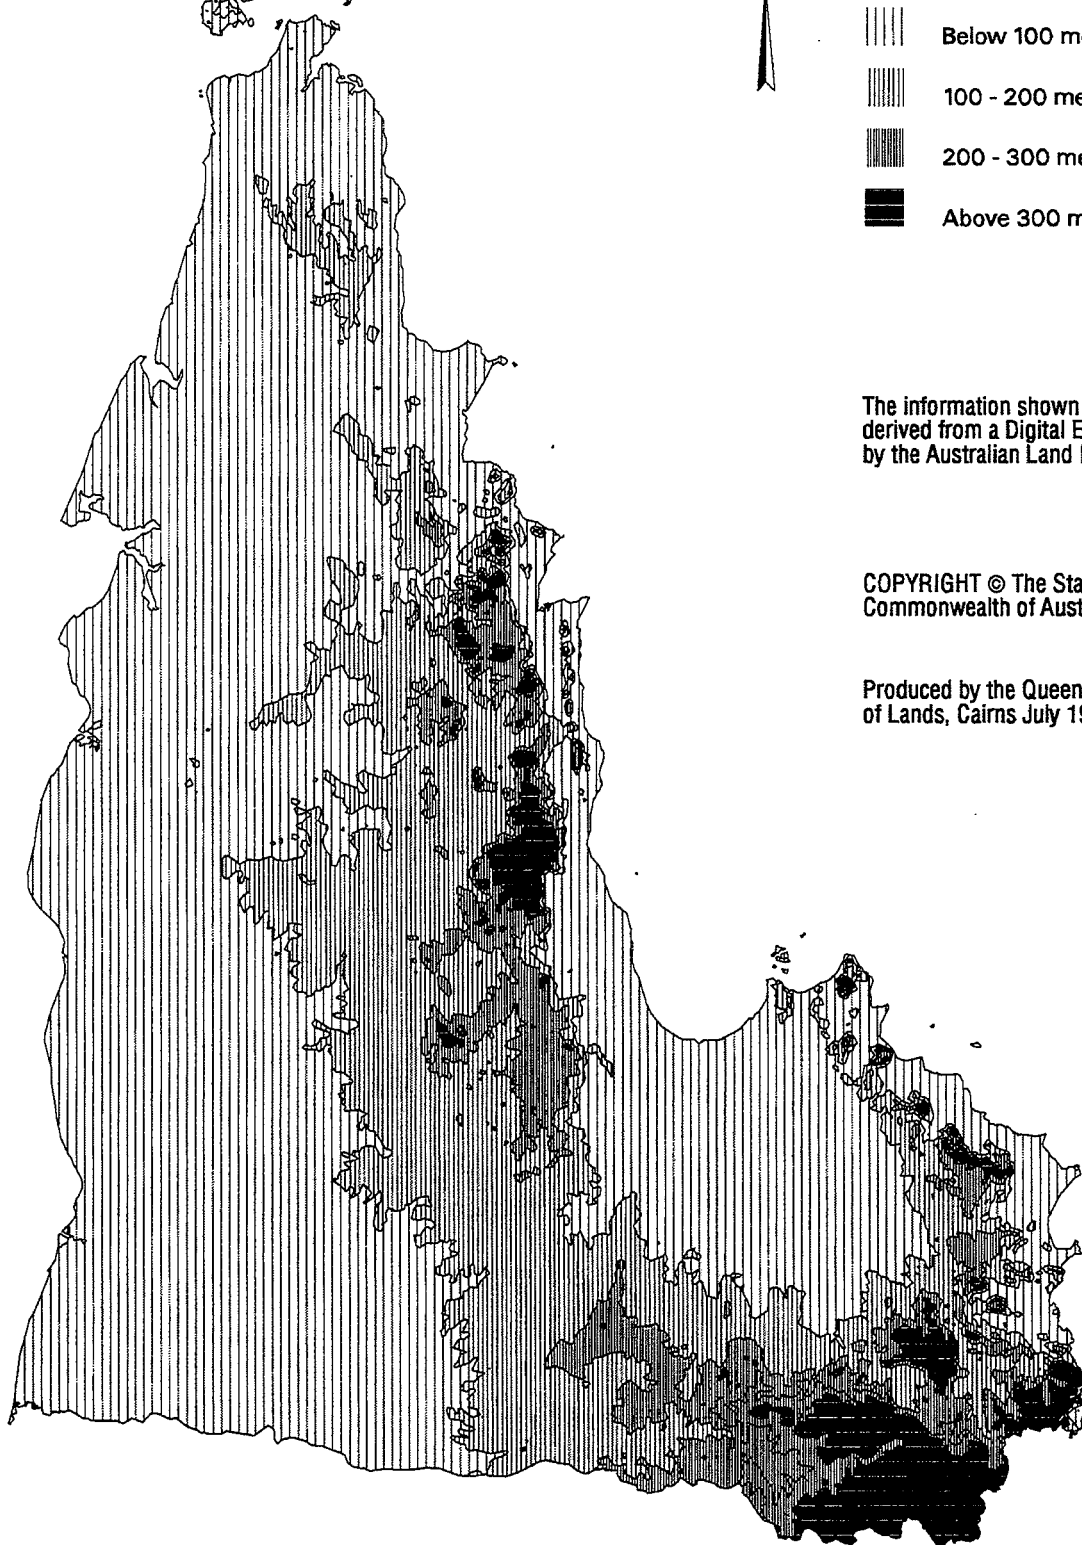 Below 100 m
100 - 200 me
200 - 300 me
Above 300 m
The information shown
derived from a Digital E
by the Australian Land
COPYRIGHT © The Sta
Commonwealth of Aust
Produced by the Queen
of Lands, Cairns July 19